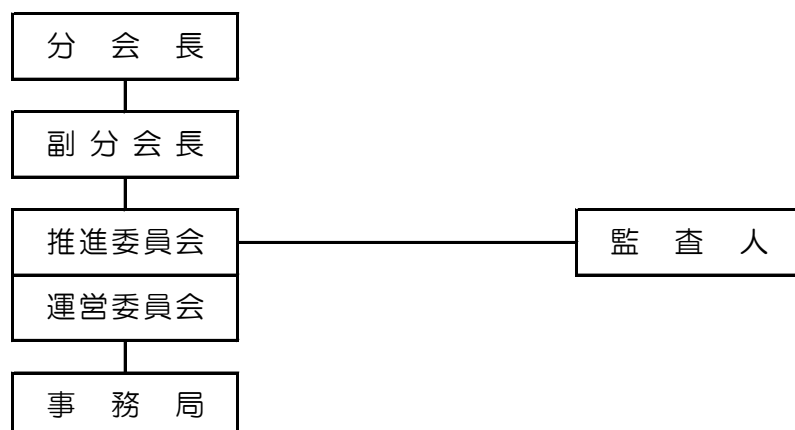 分会長
副分会長
推進委員会
監査人
運営委員会
事務局